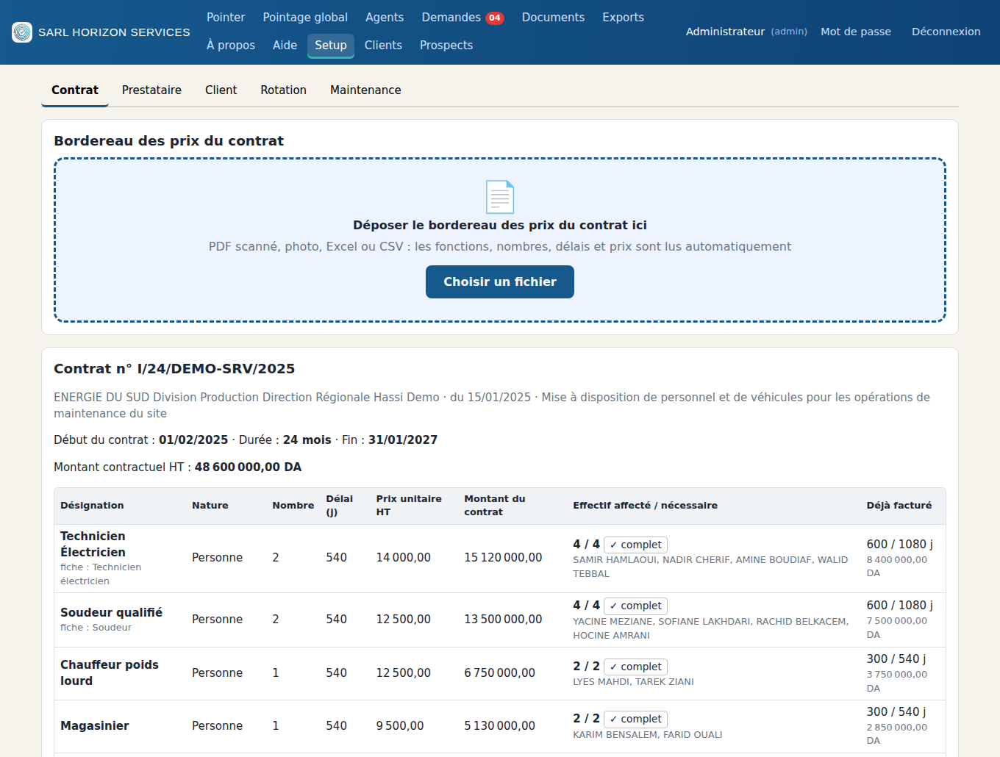 SARL HORIZON SERVICES
Pointer Pointage global Agents Demandes 04 Documents Exports
À propos Aide Setup Clients Prospects
Administrateur (admin) Mot de passe Déconnexion
Contrat Prestataire Client Rotation Maintenance
Bordereau des prix du contrat
Déposer le bordereau des prix du contrat ici
PDF scanné, photo, Excel ou CSV : les fonctions, nombres, délais et prix sont lus automatiquement
Choisir un fichier
Contrat n° I/24/DEMO-SRV/2025
ENERGIE DU SUD Division Production Direction Régionale Hassi Demo · du 15/01/2025 · Mise à disposition de personnel et de véhicules pour les opérations de
maintenance du site
Début du contrat : 01/02/2025 · Durée : 24 mois · Fin : 31/01/2027
Montant contractuel HT : 48 600 000,00 DA
Désignation Nature Nombre Délai (J) Prix unitaire HT Montant du contrat Effectif affecté / nécessaire Déjà facturé
Technicien
Électricien
fiche : Technicien
électricien
Personne 2 540 14 000,00 15 120 000,00
4 / 4 ✓ complet
SAMIR HAMLAOUI, NADIR CHERIF, AMINE BOUDIAF, WALID
TEBBAL
600 / 1080 j
8 400 000,00
DA
Soudeur qualifié
fiche : Soudeur
Personne 2 540 12 500,00 13 500 000,00
4 / 4 ✓ complet
YACINE MEZIANE, SOFIANE LAKHDARI, RACHID BELKACEM,
HOCINE AMRANI
600 / 1080 j
7 500 000,00
DA
Chauffeur poids
lourd
Personne 1 540 12 500,00 6 750 000,00
2 / 2 ✓ complet
LYES MAHDI, TAREK ZIANI
300 / 540 j
3 750 000,00
DA
Magasinier
Personne 1 540 9 500,00 5 130 000,00
2 / 2 ✓ complet
KARIM BENSALEM, FARID OUALI
300 / 540 j
2 850 000,00
DA